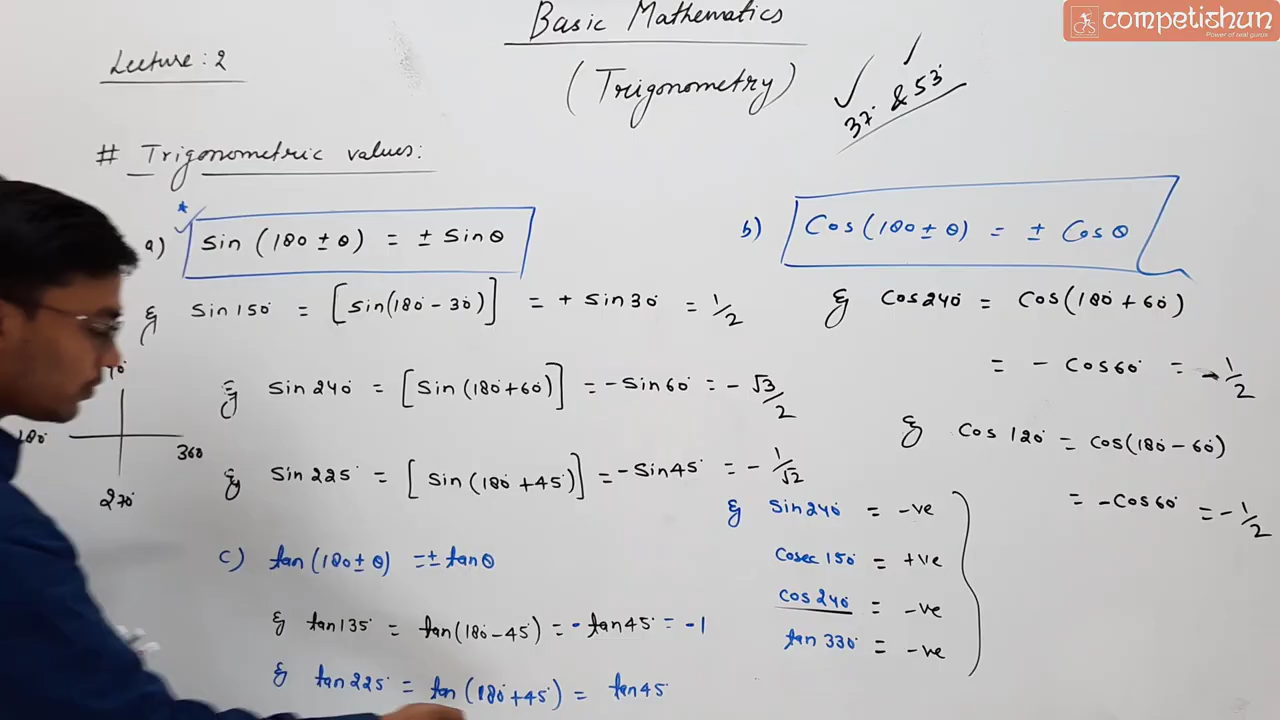 Basic Mathematics
competishun
Power of real gurus
Lecture : 2
(Trigonometry)
37° & 53°
# Trigonometric values:
a) Sin (180 ± θ) = ± Sinθ
b) Cos (180 ± θ) = ± Cosθ
Eg Sin 150° = [Sin(180° - 30°)] = + Sin 30° = 1/2
Eg Cos 240° = Cos(180° + 60°)
= - Cos 60° = - 1/2
Eg Sin 240° = [Sin (180° + 60°)] = - Sin 60° = - √3/2
90°
180°
360
270°
Eg Cos 120° = Cos(180° - 60°)
= - Cos 60° = - 1/2
Eg Sin 225° = [Sin (180° + 45°)] = - Sin 45° = - 1/√2
Eg Sin 240° = -ve
Cosec 150° = +ve
Cos 240° = -ve
tan 330° = -ve
c) tan (180 ± θ) = ± tanθ
Eg tan 135° = tan(180° - 45°) = - tan 45° = -1
Eg tan 225° = tan (180° + 45°) = tan 45°